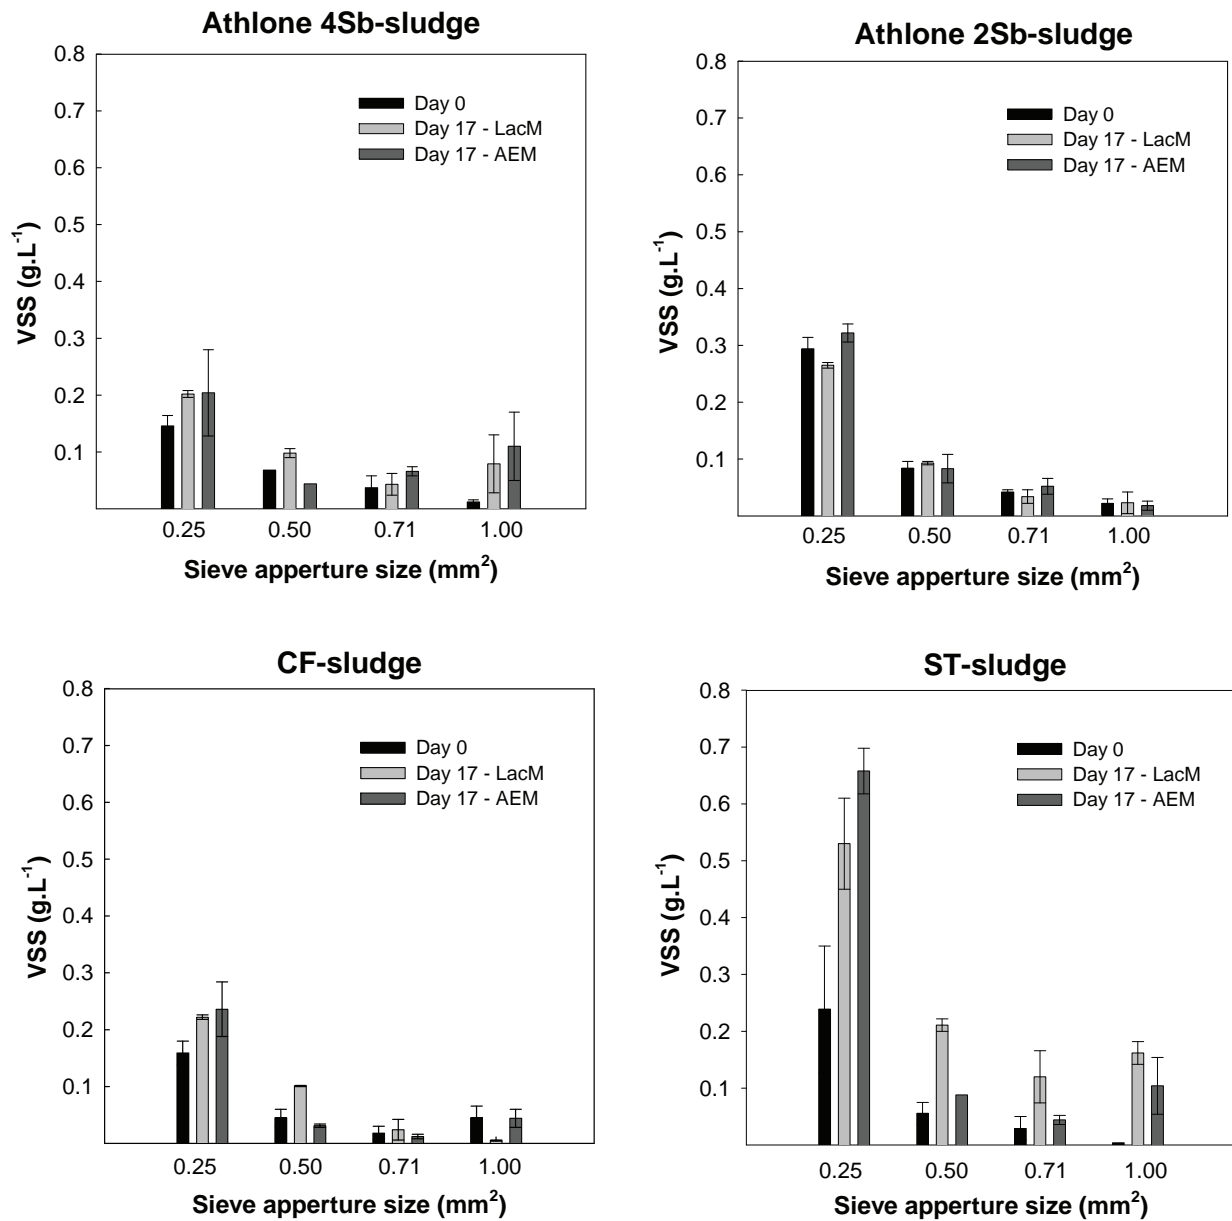 Athlone 4Sb-sludge
0.8
0.7
0.6
0.5
0.4
0.3
0.2
0.1
VSS (g.L⁻¹)
Day 0
Day 17 - LacM
Day 17 - AEM
0.25 0.50 0.71 1.00
Sieve apperture size (mm²)
Athlone 2Sb-sludge
0.8
0.7
0.6
0.5
0.4
0.3
0.2
0.1
VSS (g.L⁻¹)
Day 0
Day 17 - LacM
Day 17 - AEM
0.25 0.50 0.71 1.00
Sieve apperture size (mm²)
CF-sludge
0.8
0.7
0.6
0.5
0.4
0.3
0.2
0.1
VSS (g.L⁻¹)
Day 0
Day 17 - LacM
Day 17 - AEM
0.25 0.50 0.71 1.00
Sieve apperture size (mm²)
ST-sludge
0.8
0.7
0.6
0.5
0.4
0.3
0.2
0.1
VSS (g.L⁻¹)
Day 0
Day 17 - LacM
Day 17 - AEM
0.25 0.50 0.71 1.00
Sieve apperture size (mm²)